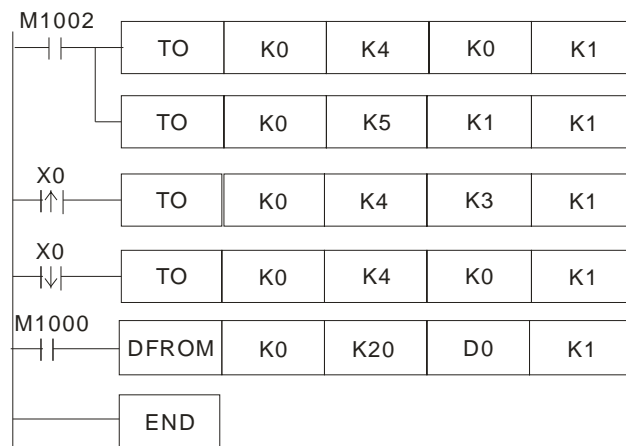 M1002
TO K0 K4 K0 K1
TO K0 K5 K1 K1
X0
TO K0 K4 K3 K1
X0
TO K0 K4 K0 K1
M1000
DFROM K0 K20 D0 K1
END